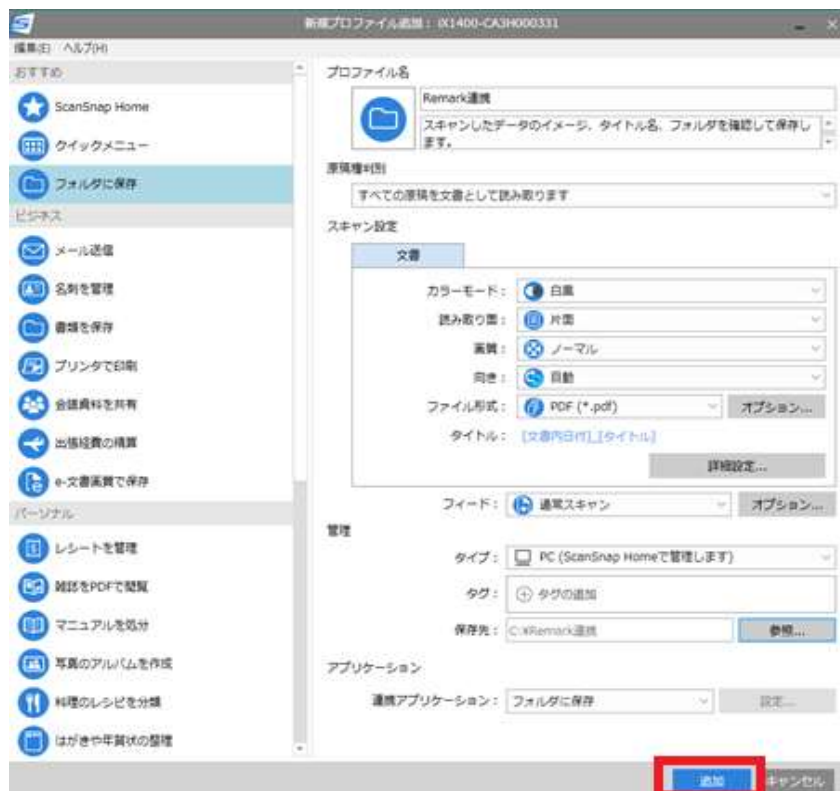 新規プロファイル追加： iX1400-CA3H000331
編集(E) ヘルプ(H)
おすすめ
ScanSnap Home
クイックメニュー
フォルダに保存
ビジネス
メール送信
名刺を管理
書類を保存
プリンタで印刷
会議資料を共有
出張経費の精算
e-文書画質で保存
パーソナル
レシートを管理
雑誌をPDFで閲覧
マニュアルを処分
写真のアルバムを作成
料理のレシピを分類
はがきや年賀状の整理
プロファイル名
Remark連携
スキャンしたデータのイメージ、タイトル名、フォルダを確認して保存し
ます。
原稿種判別
すべての原稿を文書として読み取ります
スキャン設定
文書
カラーモード： 白黒
読み取り面： 片面
画質： ノーマル
向き： 自動
ファイル形式： PDF (*.pdf) オプション...
タイトル： [文書内日付]_[タイトル]
詳細設定...
フィード： 通常スキャン オプション...
管理
タイプ： PC (ScanSnap Homeで管理します)
タグ： タグの追加
保存先： C:¥Remark連携 参照...
アプリケーション
連携アプリケーション： フォルダに保存 設定...
追加 キャンセル